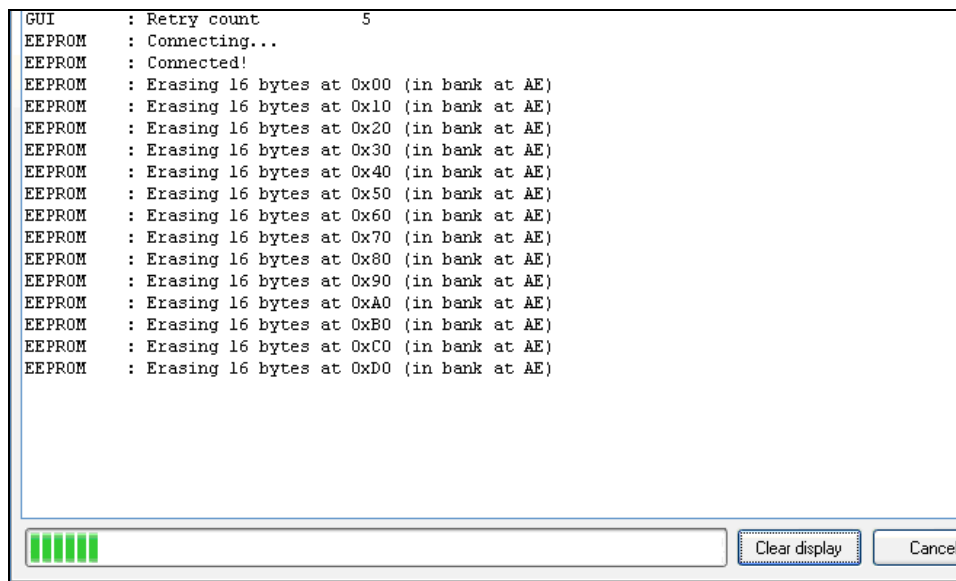 GUI : Retry count 5
EEPROM : Connecting...
EEPROM : Connected!
EEPROM : Erasing 16 bytes at 0x00 (in bank at AE)
EEPROM : Erasing 16 bytes at 0x10 (in bank at AE)
EEPROM : Erasing 16 bytes at 0x20 (in bank at AE)
EEPROM : Erasing 16 bytes at 0x30 (in bank at AE)
EEPROM : Erasing 16 bytes at 0x40 (in bank at AE)
EEPROM : Erasing 16 bytes at 0x50 (in bank at AE)
EEPROM : Erasing 16 bytes at 0x60 (in bank at AE)
EEPROM : Erasing 16 bytes at 0x70 (in bank at AE)
EEPROM : Erasing 16 bytes at 0x80 (in bank at AE)
EEPROM : Erasing 16 bytes at 0x90 (in bank at AE)
EEPROM : Erasing 16 bytes at 0xA0 (in bank at AE)
EEPROM : Erasing 16 bytes at 0xB0 (in bank at AE)
EEPROM : Erasing 16 bytes at 0xC0 (in bank at AE)
EEPROM : Erasing 16 bytes at 0xD0 (in bank at AE)
Clear display Cancel